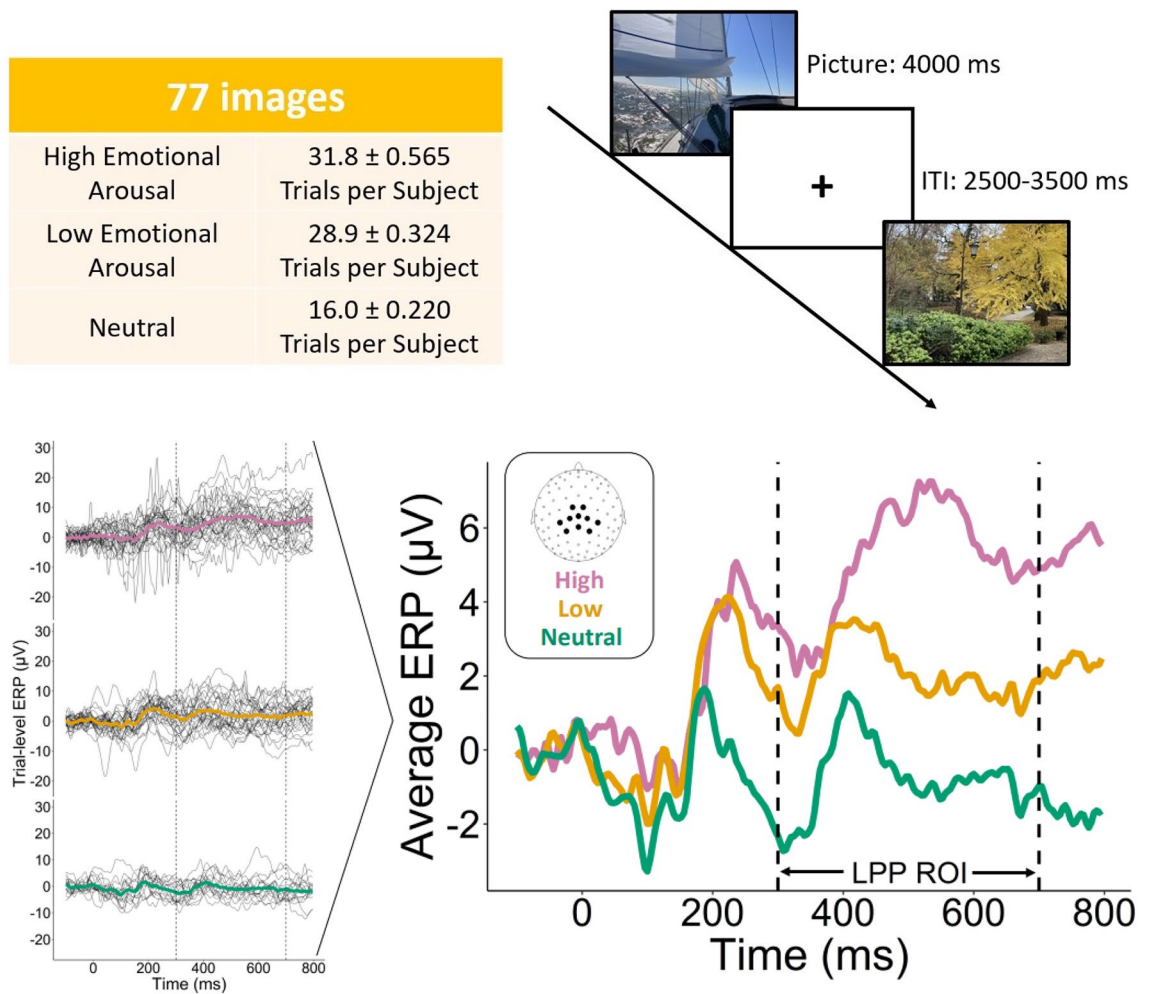 77 images
High Emotional
Arousal
31.8 ± 0.565
Trials per Subject
Low Emotional
Arousal
28.9 ± 0.324
Trials per Subject
Neutral
16.0 ± 0.220
Trials per Subject
Picture: 4000 ms
+
ITI: 2500-3500 ms
Trial-level ERP (µV)
30
20
10
0
-10
-20
30
20
10
0
-10
-20
30
20
10
0
-10
-20
0 200 400 600 800
Time (ms)
Average ERP (µV)
6
4
2
0
-2
High
Low
Neutral
LPP ROI
0 200 400 600 800
Time (ms)